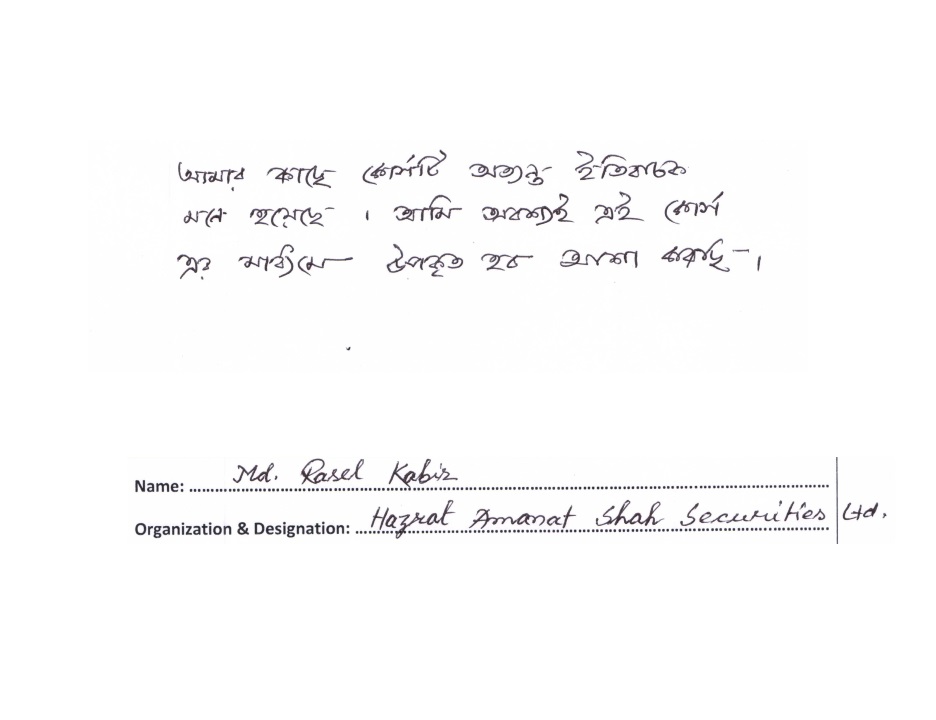 আমার কাছে কোর্সটি অত্যন্ত ইতিবাচক
মনে হয়েছে । আমি অবশ্যই এই কোর্স
এর মাধ্যমে উপকৃত হব আশা করছি ।
Name: Md. Rasel Kabir
Organization & Designation: Hazrat Amanat Shah Securities Ltd.